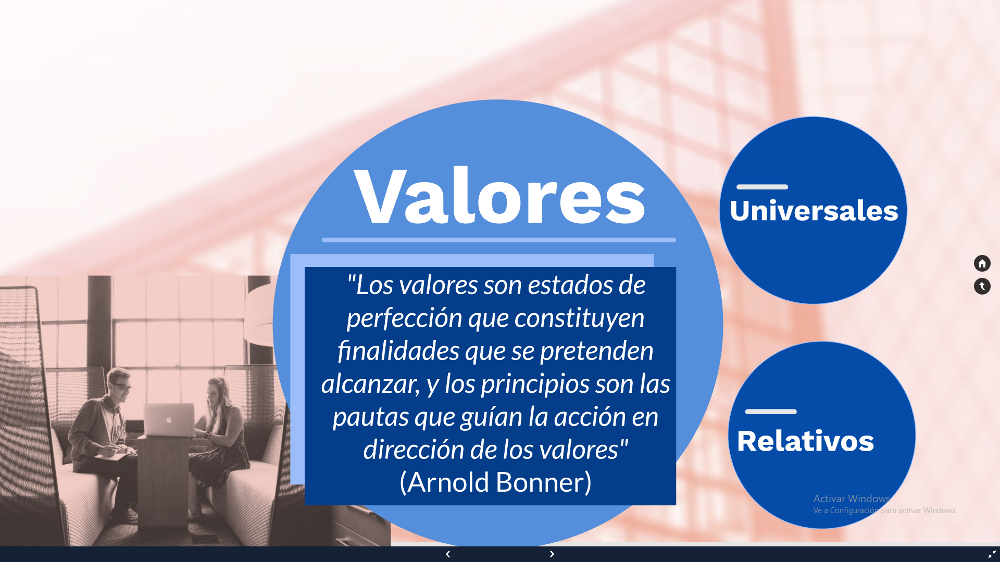 Valores
"Los valores son estados de
perfección que constituyen
finalidades que se pretenden
alcanzar, y los principios son las
pautas que guían la acción en
dirección de los valores"
(Arnold Bonner)
Universales
Relativos
Activar Windows
Ve a Configuración para activar Windows.